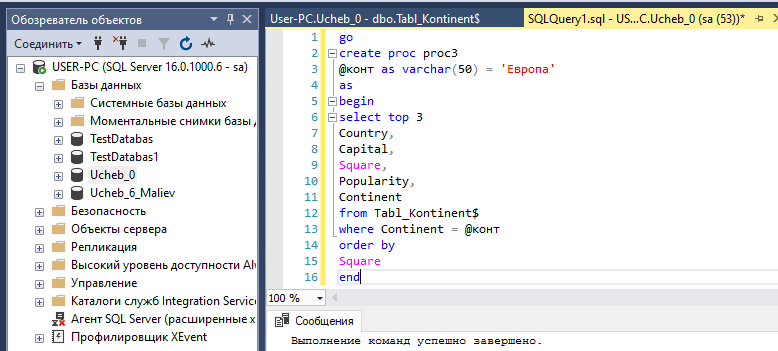 Обозреватель объектов
Соединить
USER-PC (SQL Server 16.0.1000.6 - sa)
Базы данных
Системные базы данных
Моментальные снимки базы д
TestDatabas
TestDatabas1
Ucheb_0
Ucheb_6_Maliev
Безопасность
Объекты сервера
Репликация
Высокий уровень доступности Al
Управление
Каталоги служб Integration Service
Агент SQL Server (расширенные х
Профилировщик XEvent
User-PC.Ucheb_0 - dbo.Tabl_Kontinent$
SQLQuery1.sql - US...C.Ucheb_0 (sa (53))*
1 go
2 create proc proc3
3 @конт as varchar(50) = 'Европа'
4 as
5 begin
6 select top 3
7 Country,
8 Capital,
9 Square,
10 Popularity,
11 Continent
12 from Tabl_Kontinent$
13 where Continent = @конт
14 order by
15 Square
16 end
100 %
Сообщения
Выполнение команд успешно завершено.